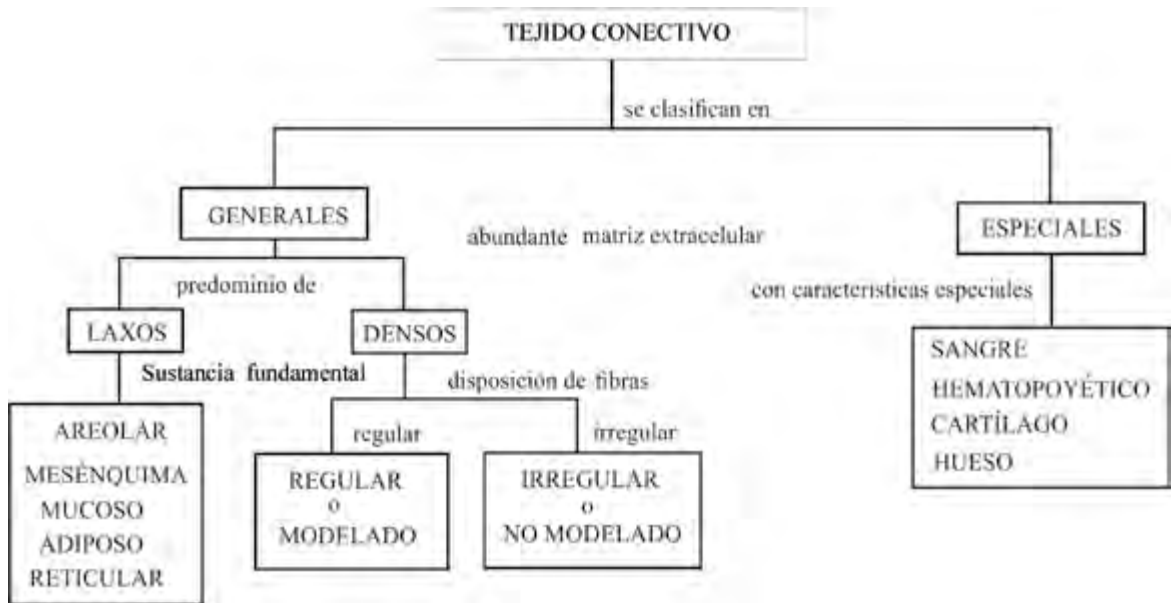 TEJIDO CONECTIVO
se clasifican en
GENERALES
abundante matriz extracelular
ESPECIALES
predominio de
con características especiales
LAXOS
DENSOS
Sustancia fundamental
disposición de fibras
regular
irregular
AREOLAR
MESÉNQUIMA
MUCOSO
ADIPOSO
RETICULAR
REGULAR
o
MODELADO
IRREGULAR
o
NO MODELADO
SANGRE
HEMATOPOYÉTICO
CARTÍLAGO
HUESO